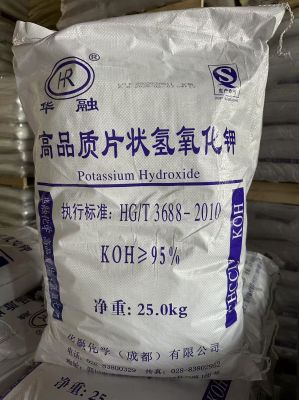 HR
华融
高品质片状氢氧化钾
Potassium Hydroxide
执行标准: HG/T 3688-2010
KOH≥95%
净重: 25.0kg
华融化学（成都）有限公司
KOH